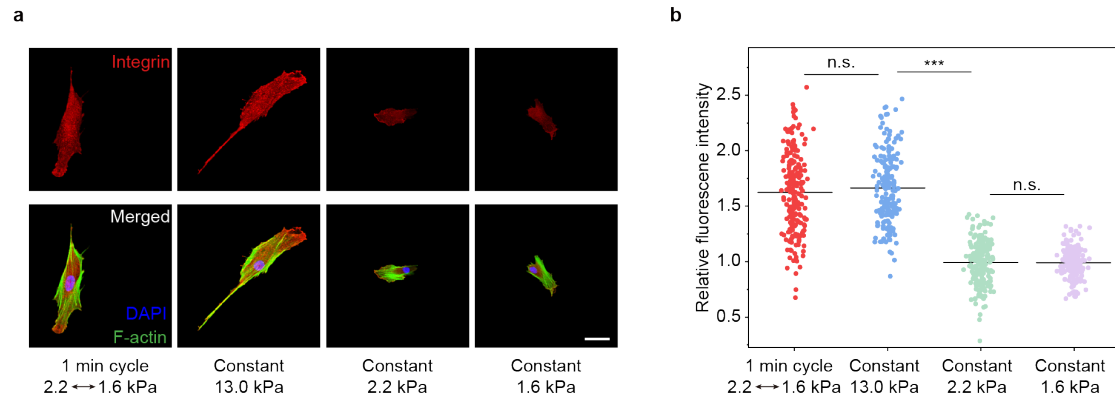 a
Integrin
Merged
DAPI
F-actin
1 min cycle
2.2 ↔ 1.6 kPa
Constant
13.0 kPa
Constant
2.2 kPa
Constant
1.6 kPa
b
Relative fluorescene intensity
2.5
2.0
1.5
1.0
0.5
n.s.
***
n.s.
1 min cycle
2.2 ↔ 1.6 kPa
Constant
13.0 kPa
Constant
2.2 kPa
Constant
1.6 kPa